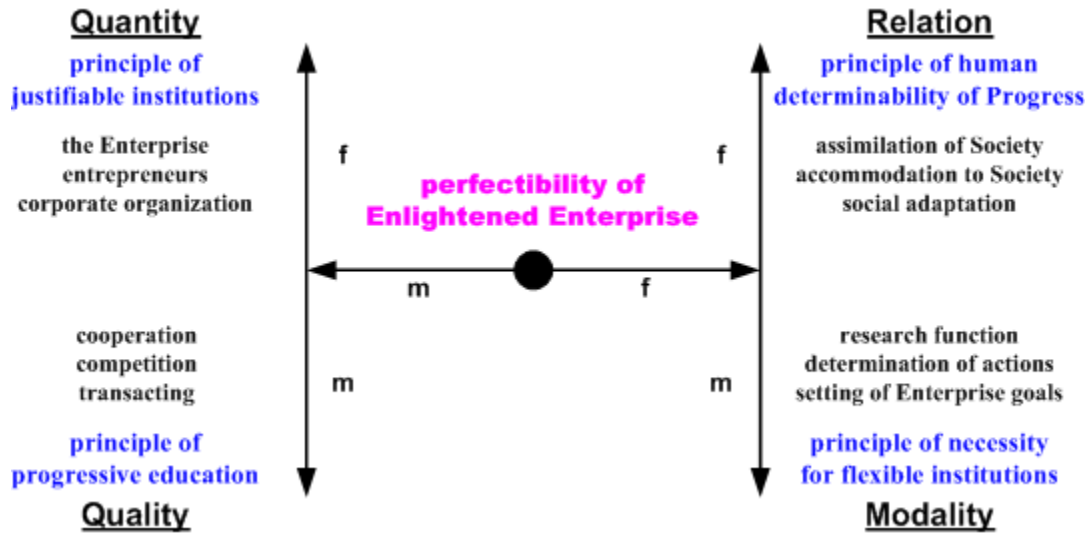 Quantity
principle of
justifiable institutions
the Enterprise
entrepreneurs
corporate organization
f
Relation
principle of human
determinability of Progress
assimilation of Society
accommodation to Society
social adaptation
f
perfectibility of
Enlightened Enterprise
m
f
cooperation
competition
transacting
m
principle of
progressive education
Quality
research function
determination of actions
setting of Enterprise goals
m
principle of necessity
for flexible institutions
Modality